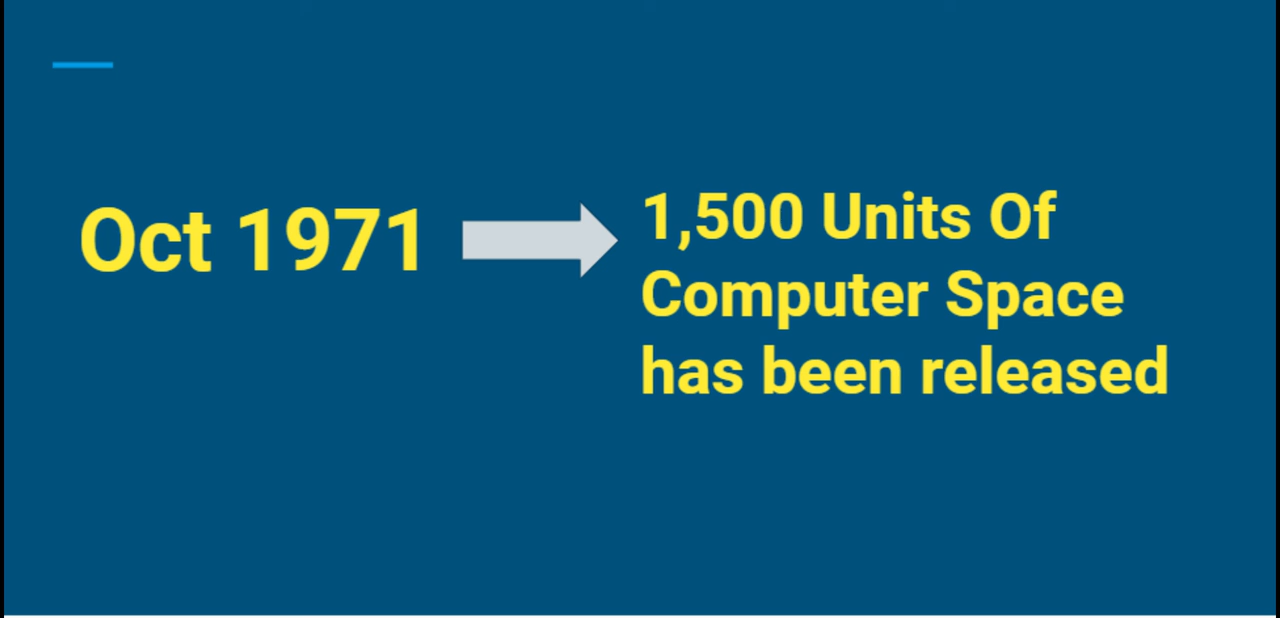 Oct 1971
1,500 Units Of
Computer Space
has been released